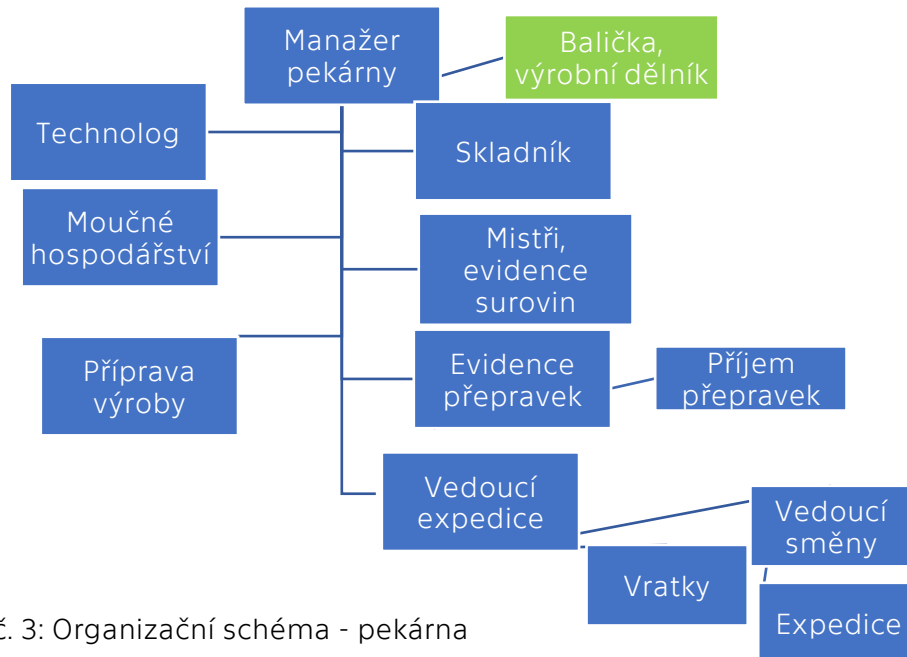 Manažer
pekárny
Balička,
výrobní dělník
Technolog
Skladník
Moučné
hospodářství
Mistři,
evidence
surovin
Příprava
výroby
Evidence
přepravek
Příjem
přepravek
Vedoucí
expedice
Vedoucí
směny
Vratky
Expedice
č. 3: Organizační schéma - pekárna